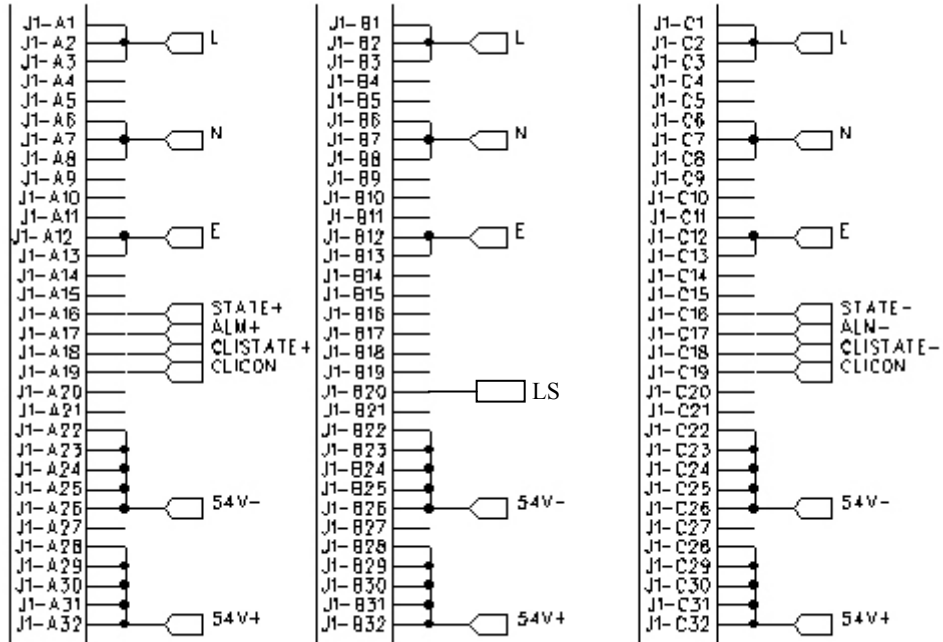 J1-A1
J1-A2
J1-A3
J1-A4
J1-A5
J1-A6
J1-A7
J1-A8
J1-A9
J1-A10
J1-A11
J1-A12
J1-A13
J1-A14
J1-A15
J1-A16
J1-A17
J1-A18
J1-A19
J1-A20
J1-A21
J1-A22
J1-A23
J1-A24
J1-A25
J1-A26
J1-A27
J1-A28
J1-A29
J1-A30
J1-A31
J1-A32
L
N
E
STATE+
ALM+
CLISTATE+
CLICON
54V-
54V+
J1-B1
J1-B2
J1-B3
J1-B4
J1-B5
J1-B6
J1-B7
J1-B8
J1-B9
J1-B10
J1-B11
J1-B12
J1-B13
J1-B14
J1-B15
J1-B16
J1-B17
J1-B18
J1-B19
J1-B20
J1-B21
J1-B22
J1-B23
J1-B24
J1-B25
J1-B26
J1-B27
J1-B28
J1-B29
J1-B30
J1-B31
J1-B32
L
N
E
LS
54V-
54V+
J1-C1
J1-C2
J1-C3
J1-C4
J1-C5
J1-C6
J1-C7
J1-C8
J1-C9
J1-C10
J1-C11
J1-C12
J1-C13
J1-C14
J1-C15
J1-C16
J1-C17
J1-C18
J1-C19
J1-C20
J1-C21
J1-C22
J1-C23
J1-C24
J1-C25
J1-C26
J1-C27
J1-C28
J1-C29
J1-C30
J1-C31
J1-C32
L
N
E
STATE-
ALN-
CLISTATE-
CLICON
54V-
54V+